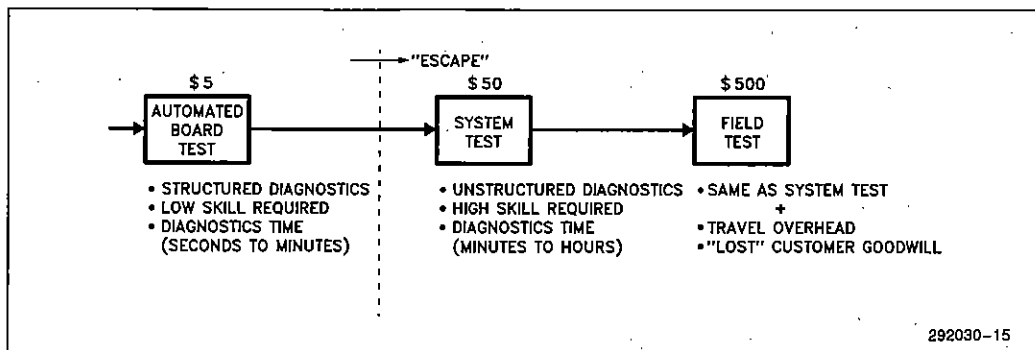 "ESCAPE"
$5
AUTOMATED
BOARD
TEST
$50
SYSTEM
TEST
$500
FIELD
TEST
• STRUCTURED DIAGNOSTICS
• LOW SKILL REQUIRED
• DIAGNOSTICS TIME
(SECONDS TO MINUTES)
• UNSTRUCTURED DIAGNOSTICS
• HIGH SKILL REQUIRED
• DIAGNOSTICS TIME
(MINUTES TO HOURS)
• SAME AS SYSTEM TEST
+
• TRAVEL OVERHEAD
• "LOST" CUSTOMER GOODWILL
292030-15